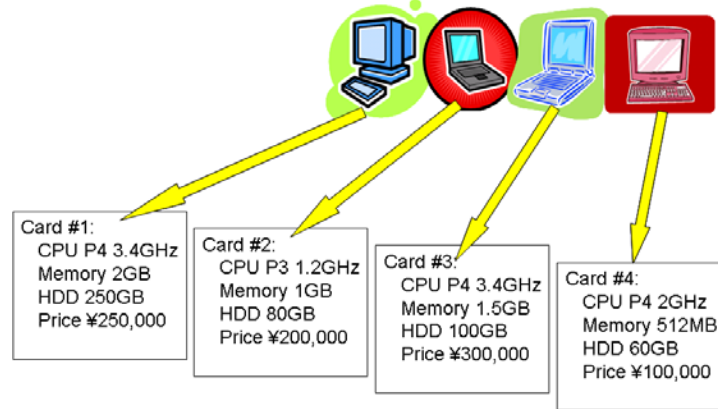 Card #1:
CPU P4 3.4GHz
Memory 2GB
HDD 250GB
Price ¥250,000
Card #2:
CPU P3 1.2GHz
Memory 1GB
HDD 80GB
Price ¥200,000
Card #3:
CPU P4 3.4GHz
Memory 1.5GB
HDD 100GB
Price ¥300,000
Card #4:
CPU P4 2GHz
Memory 512MB
HDD 60GB
Price ¥100,000